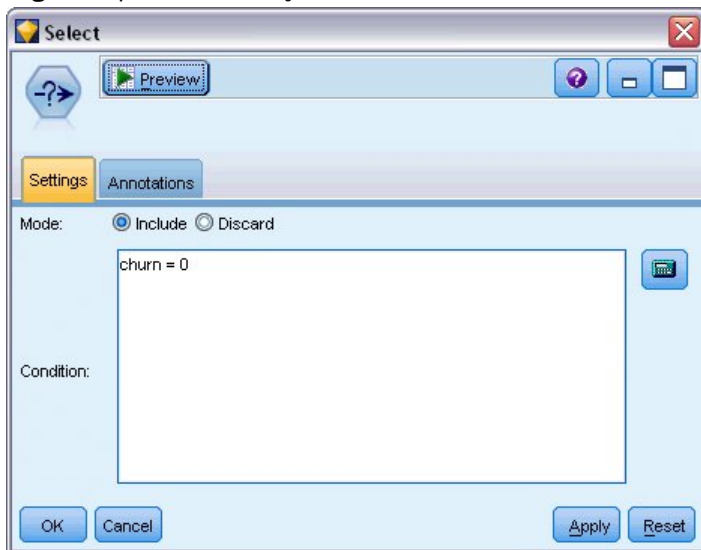 Select
-?
Preview
?
Settings Annotations
Mode: Include Discard
churn = 0
Condition:
OK Cancel Apply Reset